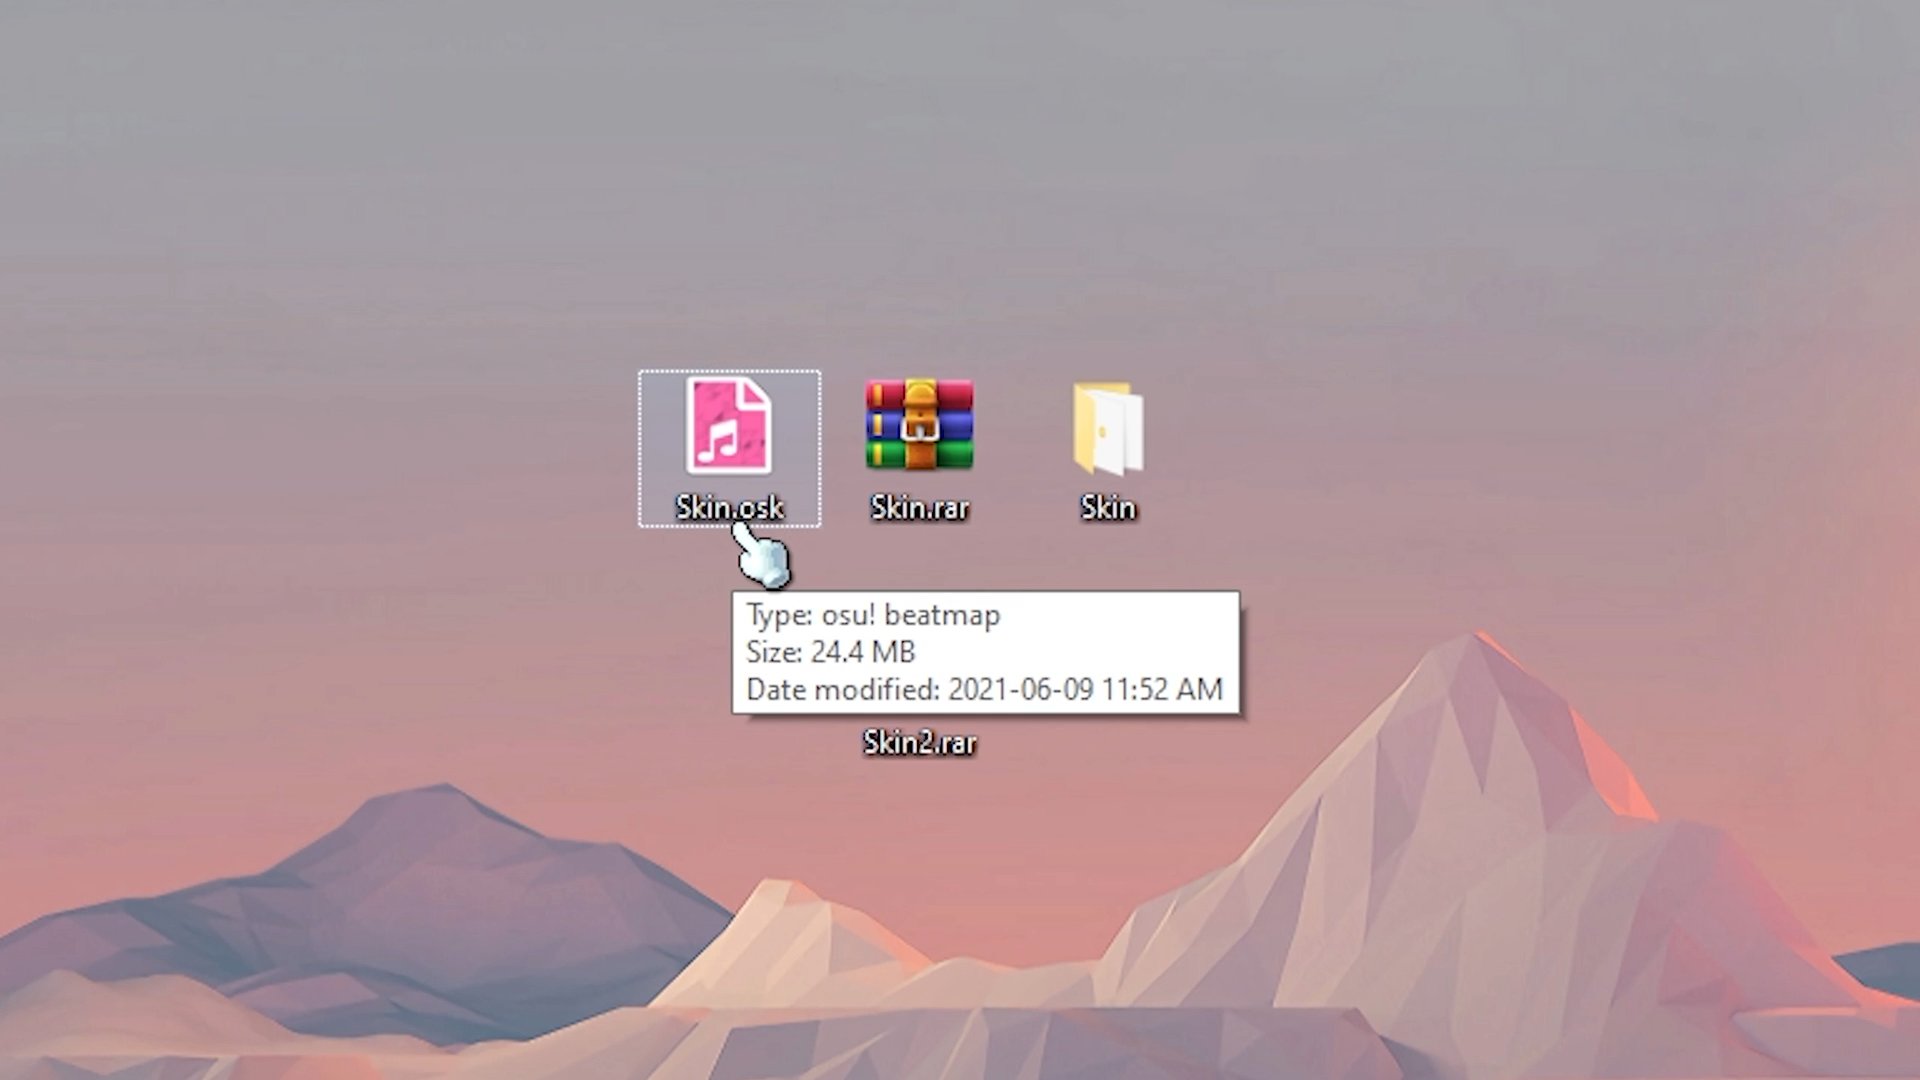 Skin.osk
Skin.rar
Skin
Type: osu! beatmap
Size: 24.4 MB
Date modified: 2021-06-09 11:52 AM
Skin2.rar